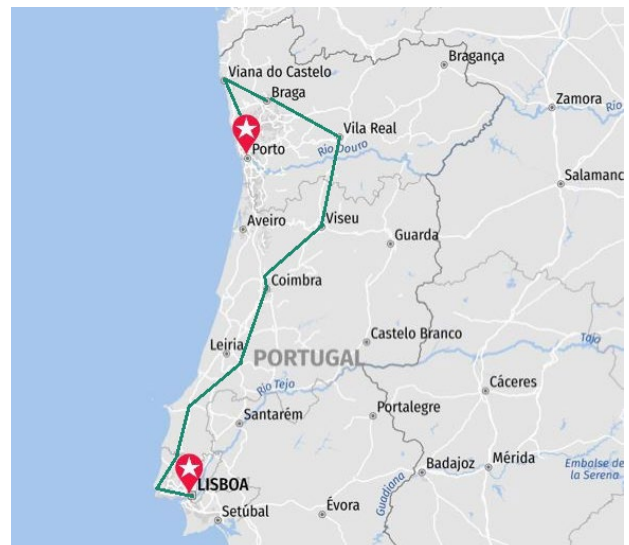 Viana do Castelo
Braga
Bragança
Zamora
Rio
Vila Real
Porto
Rio Douro
Salamanc
Aveiro
Viseu
Guarda
Coimbra
Leiria
Castelo Branco
PORTUGAL
Tajo
Rio Tejo
Cáceres
Santarém
Portalegre
Badajoz
Mérida
Embalse de
la Serena
Guadiana
LISBOA
Setúbal
Évora